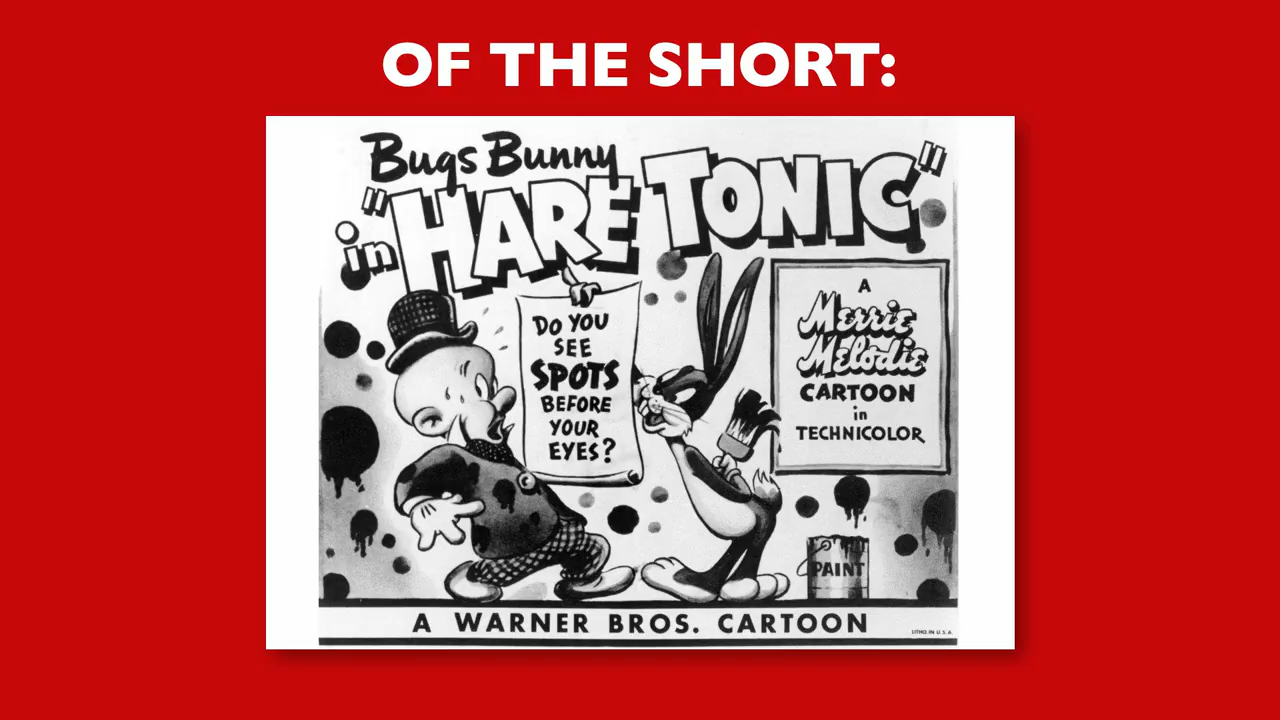 OF THE SHORT:
Bugs Bunny
in "HARE TONIC"
DO YOU
SEE
SPOTS
BEFORE
YOUR
EYES?
A
Merrie
Melodie
CARTOON
in
TECHNICOLOR
PAINT
A WARNER BROS. CARTOON
LITHO. IN U.S.A.